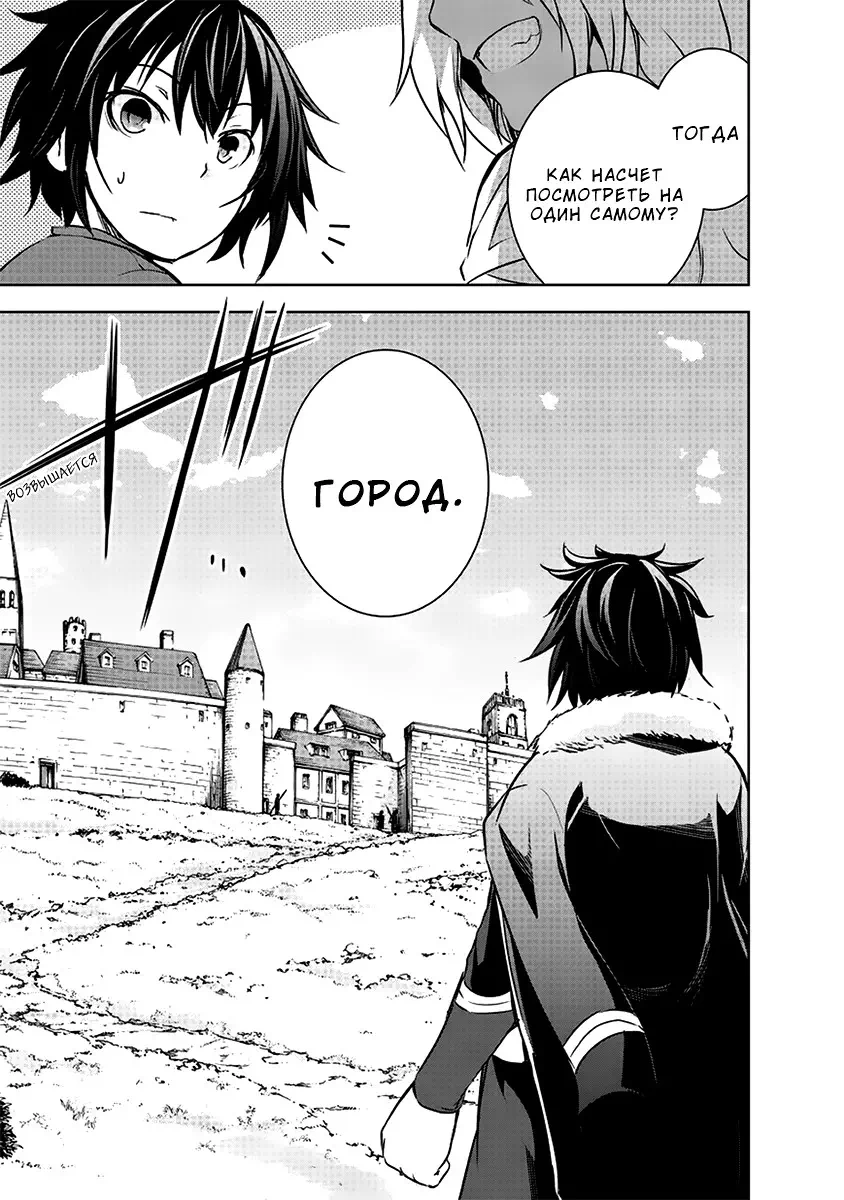 ТОГДА
КАК НАСЧЕТ
ПОСМОТРЕТЬ НА
ОДИН САМОМУ?
ГОРОД.
ВОЗВЫШАЕТСЯ